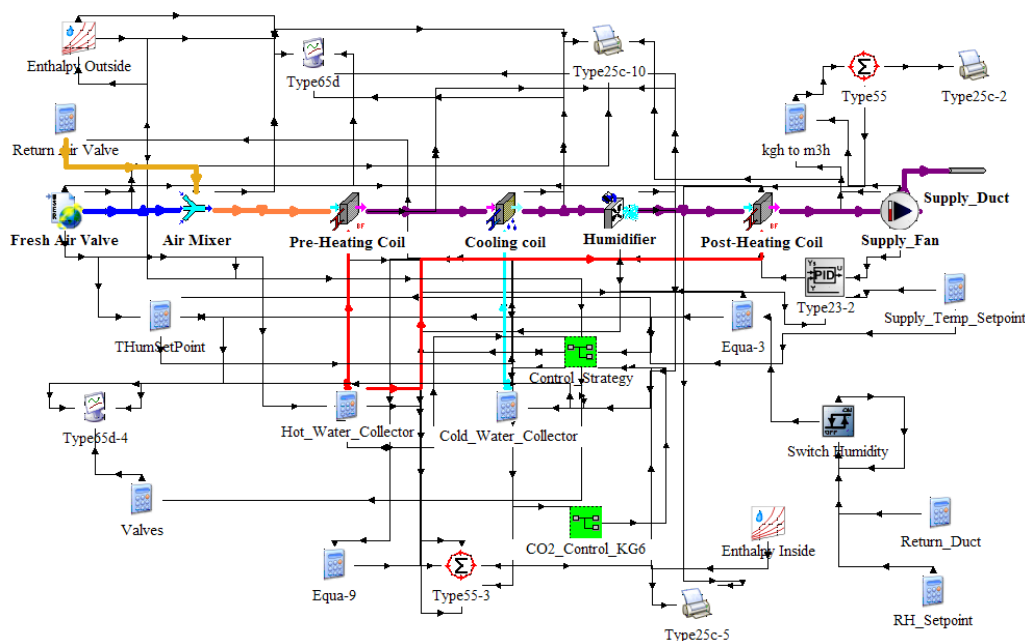 Enthalpy Outside
Type65d
Type25c-10
Type55
Type25c-2
Return Air Valve
kgh to m3h
Supply_Duct
Fresh Air Valve
Air Mixer
Pre-Heating Coil
Cooling coil
Humidifier
Post-Heating Coil
Supply_Fan
PID
Type23-2
Supply_Temp_Setpoint
THumSetPoint
Equa-3
Control_Strategy
Type65d-4
Hot_Water_Collector
Cold_Water_Collector
Switch Humidity
Valves
CO2_Control_KG6
Enthalpy Inside
Return_Duct
Equa-9
Type55-3
Type25c-5
RH_Setpoint